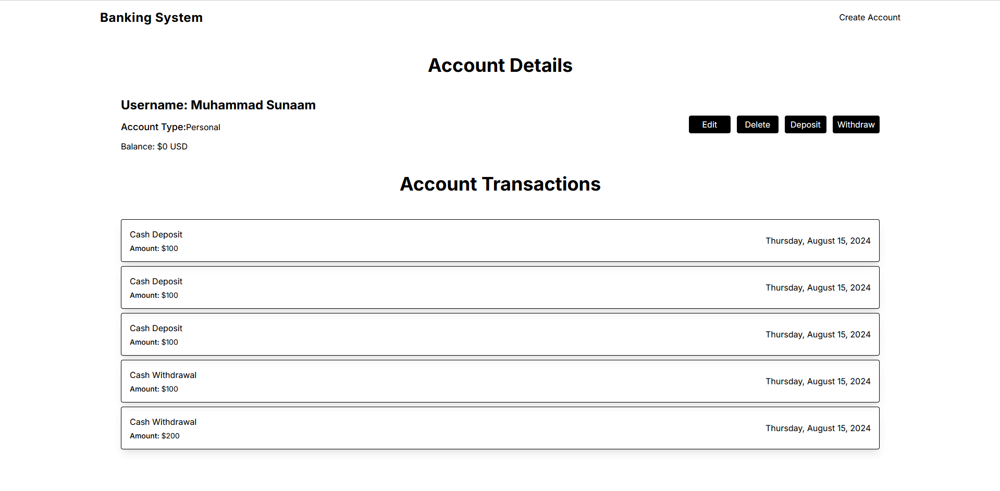 Banking System
Create Account
Account Details
Username: Muhammad Sunaam
Account Type:Personal
Balance: $0 USD
Edit
Delete
Deposit
Withdraw
Account Transactions
Cash Deposit
Amount: $100
Thursday, August 15, 2024
Cash Deposit
Amount: $100
Thursday, August 15, 2024
Cash Deposit
Amount: $100
Thursday, August 15, 2024
Cash Withdrawal
Amount: $100
Thursday, August 15, 2024
Cash Withdrawal
Amount: $200
Thursday, August 15, 2024